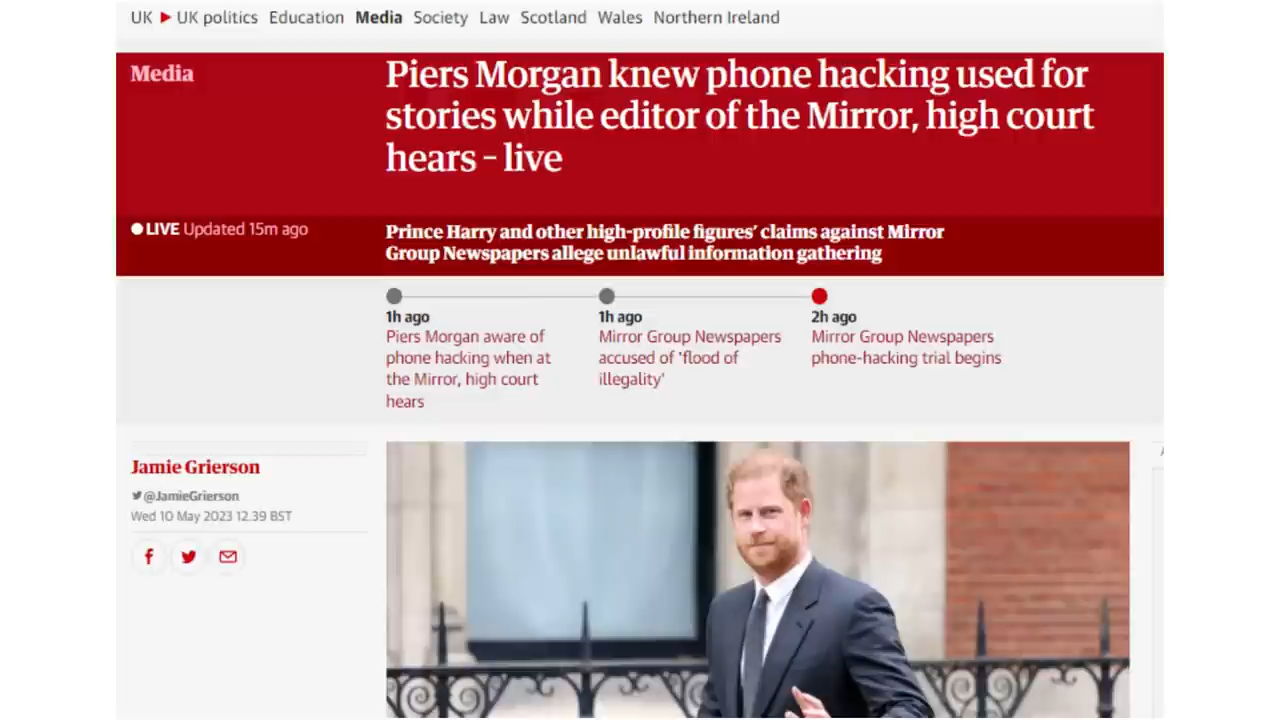 UK ▶ UK politics Education Media Society Law Scotland Wales Northern Ireland
Media
Piers Morgan knew phone hacking used for
stories while editor of the Mirror, high court
hears – live
LIVE Updated 15m ago
Prince Harry and other high-profile figures' claims against Mirror
Group Newspapers allege unlawful information gathering
1h ago
Piers Morgan aware of
phone hacking when at
the Mirror, high court
hears
1h ago
Mirror Group Newspapers
accused of 'flood of
illegality'
2h ago
Mirror Group Newspapers
phone-hacking trial begins
Jamie Grierson
@JamieGrierson
Wed 10 May 2023 12.39 BST